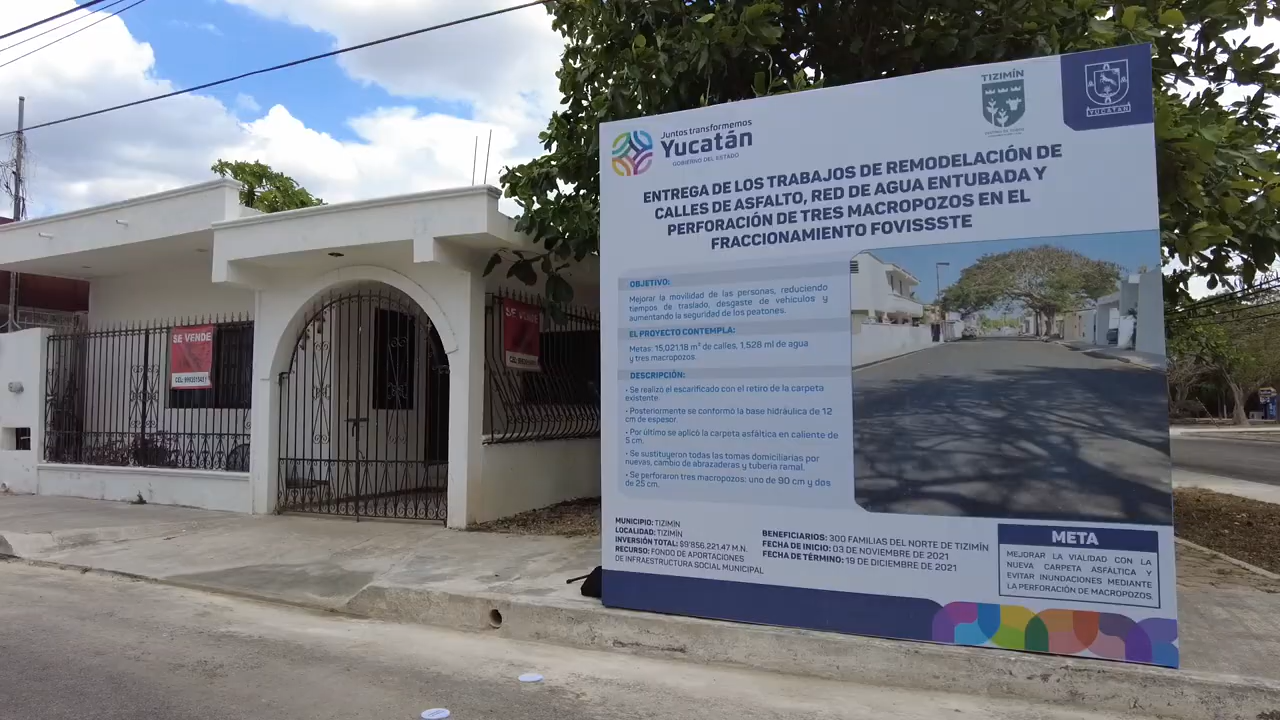 SE VENDE
SE VENDE
Juntos transformemos
Yucatán
GOBIERNO DEL ESTADO
TIZIMÍN
YUCATÁN
ENTREGA DE LOS TRABAJOS DE REMODELACIÓN DE
CALLES DE ASFALTO, RED DE AGUA ENTUBADA Y
PERFORACIÓN DE TRES MACROPOZOS EN EL
FRACCIONAMIENTO FOVISSSTE
OBJETIVO:
Mejorar la movilidad de las personas, reduciendo
tiempos de traslado, desgaste de vehículos y
aumentando la seguridad de los peatones.
EL PROYECTO CONTEMPLA:
Metas: 15,021.18 m² de calles, 1,528 ml de agua
y tres macropozos.
DESCRIPCIÓN:
• Se realizó el escarificado con el retiro de la carpeta
existente.
• Posteriormente se conformó la base hidráulica de 12
cm de espesor.
• Por último se aplicó la carpeta asfáltica en caliente de
5 cm.
• Se sustituyeron todas las tomas domiciliarias por
nuevas, cambio de abrazaderas y tubería ramal.
• Se perforaron tres macropozos: uno de 90 cm y dos
de 25 cm.
MUNICIPIO: TIZIMÍN
LOCALIDAD: TIZIMÍN
INVERSIÓN TOTAL: $9'856,221.47 M.N.
RECURSO: FONDO DE APORTACIONES
DE INFRAESTRUCTURA SOCIAL MUNICIPAL
BENEFICIARIOS: 300 FAMILIAS DEL NORTE DE TIZIMÍN
FECHA DE INICIO: 03 DE NOVIEMBRE DE 2021
FECHA DE TÉRMINO: 19 DE DICIEMBRE DE 2021
META
MEJORAR LA VIALIDAD CON LA
NUEVA CARPETA ASFÁLTICA Y
EVITAR INUNDACIONES MEDIANTE
LA PERFORACIÓN DE MACROPOZOS.